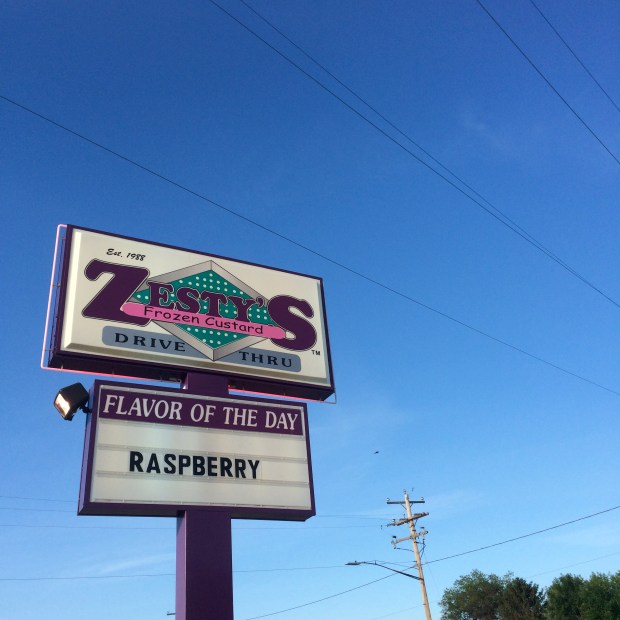 Est. 1988
ZESTY'S
Frozen Custard
DRIVE THRU
TM
FLAVOR OF THE DAY
RASPBERRY